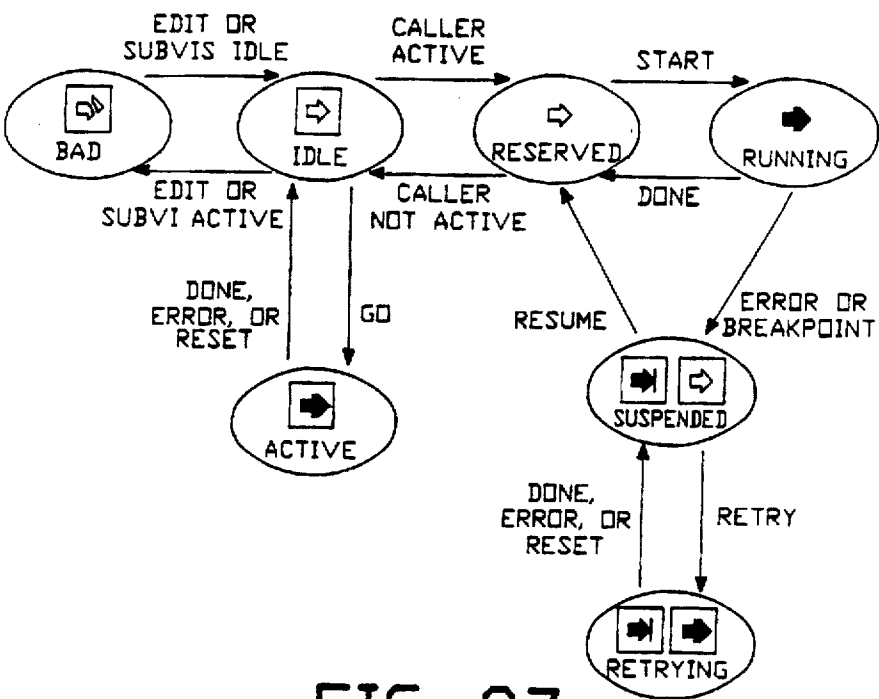 EDIT OR
SUBVIS IDLE
CALLER
ACTIVE
START
BAD
IDLE
RESERVED
RUNNING
EDIT OR
SUBVI ACTIVE
CALLER
NOT ACTIVE
DONE
DONE,
ERROR, OR
RESET
GO
RESUME
ERROR OR
BREAKPOINT
ACTIVE
SUSPENDED
DONE,
ERROR, OR
RESET
RETRY
RETRYING